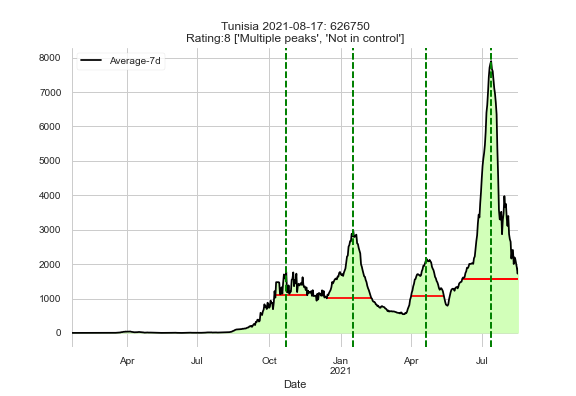 Tunisia 2021-08-17: 626750
Rating:8 ['Multiple peaks', 'Not in control']
Average-7d
8000
7000
6000
5000
4000
3000
2000
1000
0
Apr Jul Oct Jan Apr Jul
2021
Date